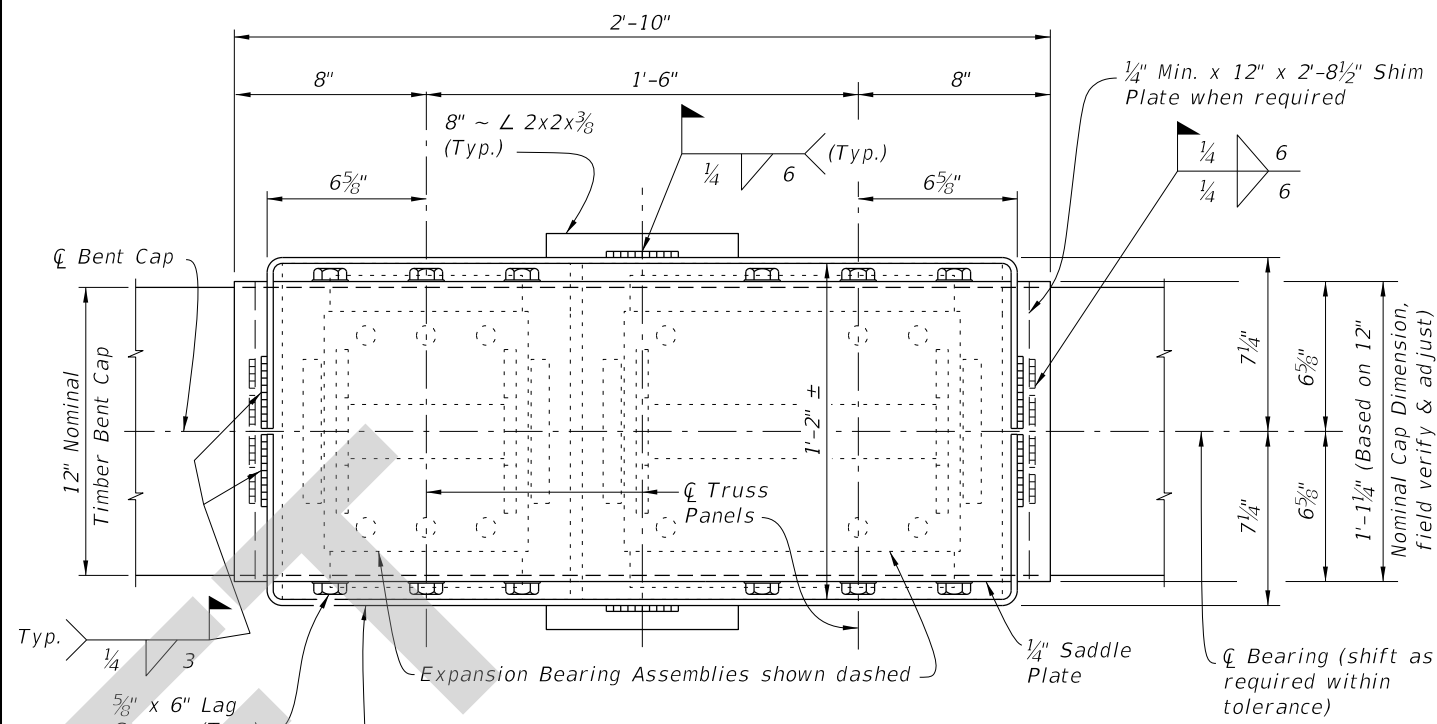 2'-10"
8"
1'-6"
8"
¼" Min. x 12" x 2'-8½" Shim
Plate when required
8" ~ ∠ 2x2x⅜
(Typ.)
¼
6
(Typ.)
¼
6
¼
6
6⅝"
6⅝"
℄ Bent Cap
12" Nominal
Timber Bent Cap
1'-2" ±
7¼"
7¼"
6⅝"
6⅝"
1'-1¼" (Based on 12"
Nominal Cap Dimension,
field verify & adjust)
℄ Truss
Panels
Typ.
¼
3
Expansion Bearing Assemblies shown dashed
¼" Saddle
Plate
℄ Bearing (shift as
required within
tolerance)
⅝" x 6" Lag